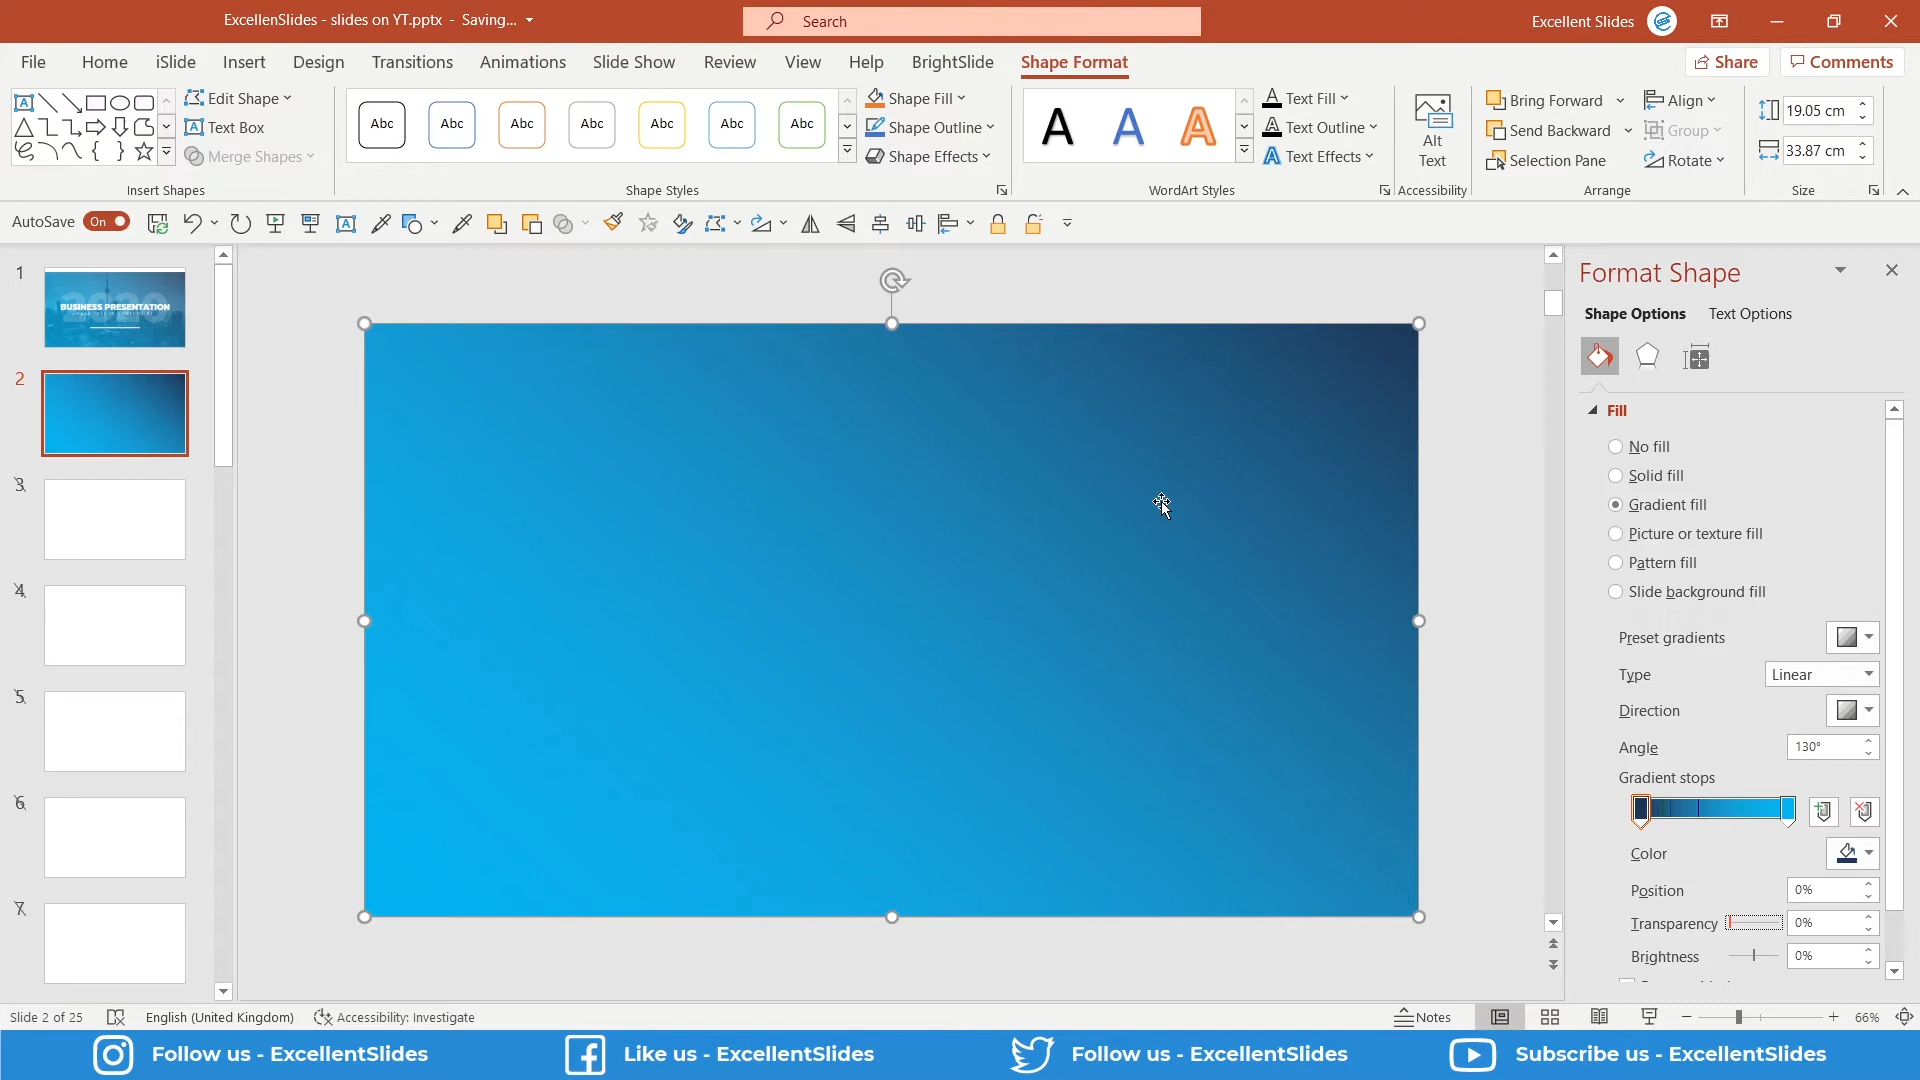 ExcellenSlides - slides on YT.pptx - Saving...
Search
Excellent Slides
File
Home
iSlide
Insert
Design
Transitions
Animations
Slide Show
Review
View
Help
BrightSlide
Shape Format
Share
Comments
Edit Shape
Text Box
Merge Shapes
Insert Shapes
Abc
Abc
Abc
Abc
Abc
Abc
Abc
Shape Fill
Shape Outline
Shape Effects
Shape Styles
A
A
A
Text Fill
Text Outline
Text Effects
WordArt Styles
Alt
Text
Accessibility
Bring Forward
Send Backward
Selection Pane
Align
Group
Rotate
Arrange
19.05 cm
33.87 cm
Size
AutoSave
On
1
2020
BUSINESS PRESENTATION
2
3
4
5
6
7
Format Shape
Shape Options
Text Options
Fill
No fill
Solid fill
Gradient fill
Picture or texture fill
Pattern fill
Slide background fill
Preset gradients
Type
Linear
Direction
Angle
130°
Gradient stops
Color
Position
0%
Transparency
0%
Brightness
0%
Slide 2 of 25
English (United Kingdom)
Accessibility: Investigate
Notes
66%
Follow us - ExcellentSlides
Like us - ExcellentSlides
Follow us - ExcellentSlides
Subscribe us - ExcellentSlides